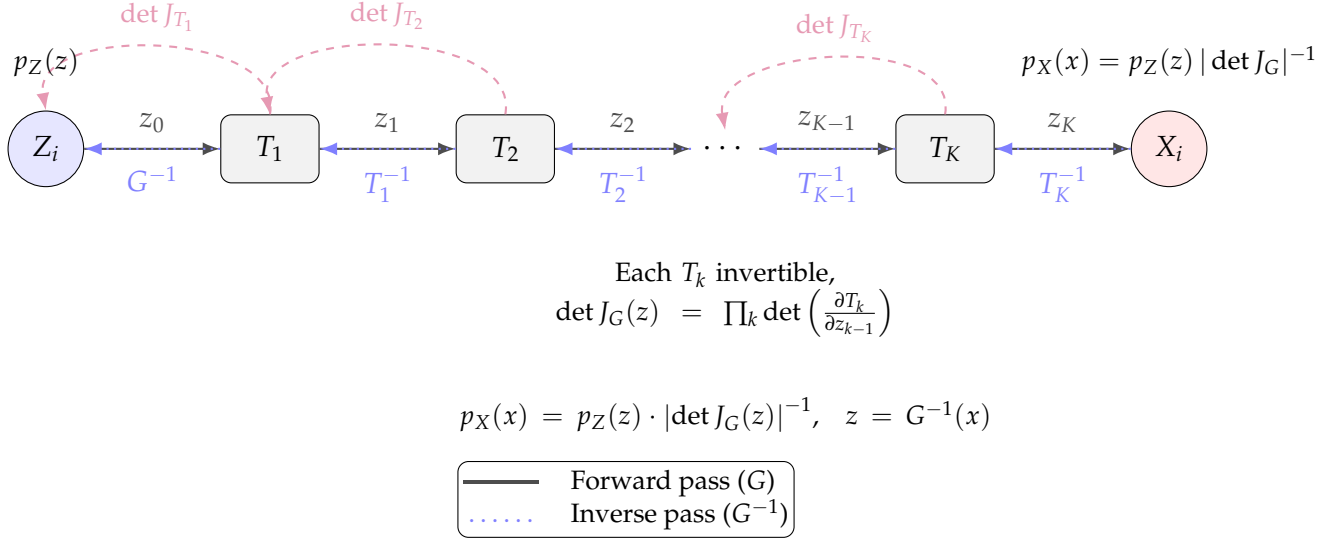 det J_{T_1} det J_{T_2} det J_{T_K}
p_Z(z) p_X(x) = p_Z(z) | det J_G|^{−1}
z_0 z_1 z_2 z_{K−1} z_K
Z_i T_1 T_2 · · · T_K X_i
G^{−1} T_1^{−1} T_2^{−1} T_{K−1}^{−1} T_K^{−1}
Each T_k invertible,
det J_G(z) = ∏_k det (∂T_k/∂z_{k−1})
p_X(x) = p_Z(z) · |det J_G(z)|^{−1}, z = G^{−1}(x)
Forward pass (G)
Inverse pass (G^{−1})